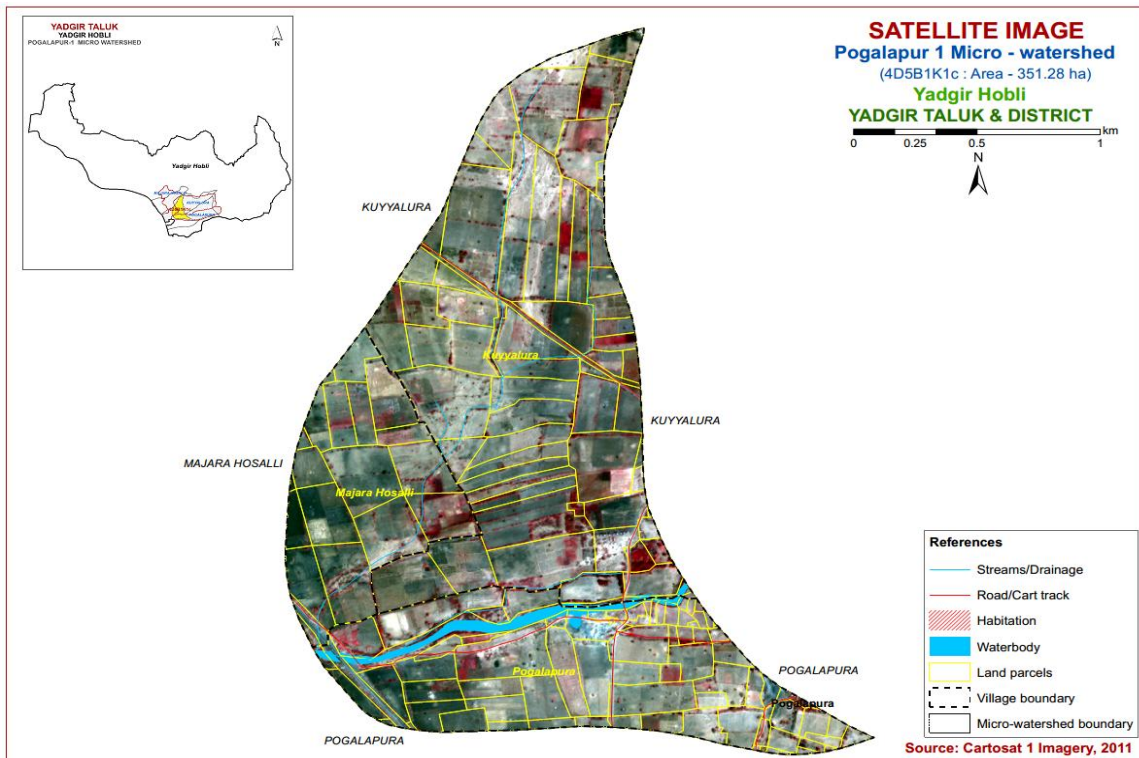 YADGIR TALUK
YADGIR HOBLI
POGALAPUR-1 MICRO WATERSHED
N
Yadgir Hobli
KUYYALURA
POGALAPURA
SATELLITE IMAGE
Pogalapur 1 Micro - watershed
(4D5B1K1c : Area - 351.28 ha)
Yadgir Hobli
YADGIR TALUK & DISTRICT
km
0 0.25 0.5 1
N
KUYYALURA
Kuyyalura
KUYYALURA
MAJARA HOSALLI
Majara Hosalli
Pogalapura
POGALAPURA
Pogalapura
POGALAPURA
References
Streams/Drainage
Road/Cart track
Habitation
Waterbody
Land parcels
Village boundary
Micro-watershed boundary
Source: Cartosat 1 Imagery, 2011